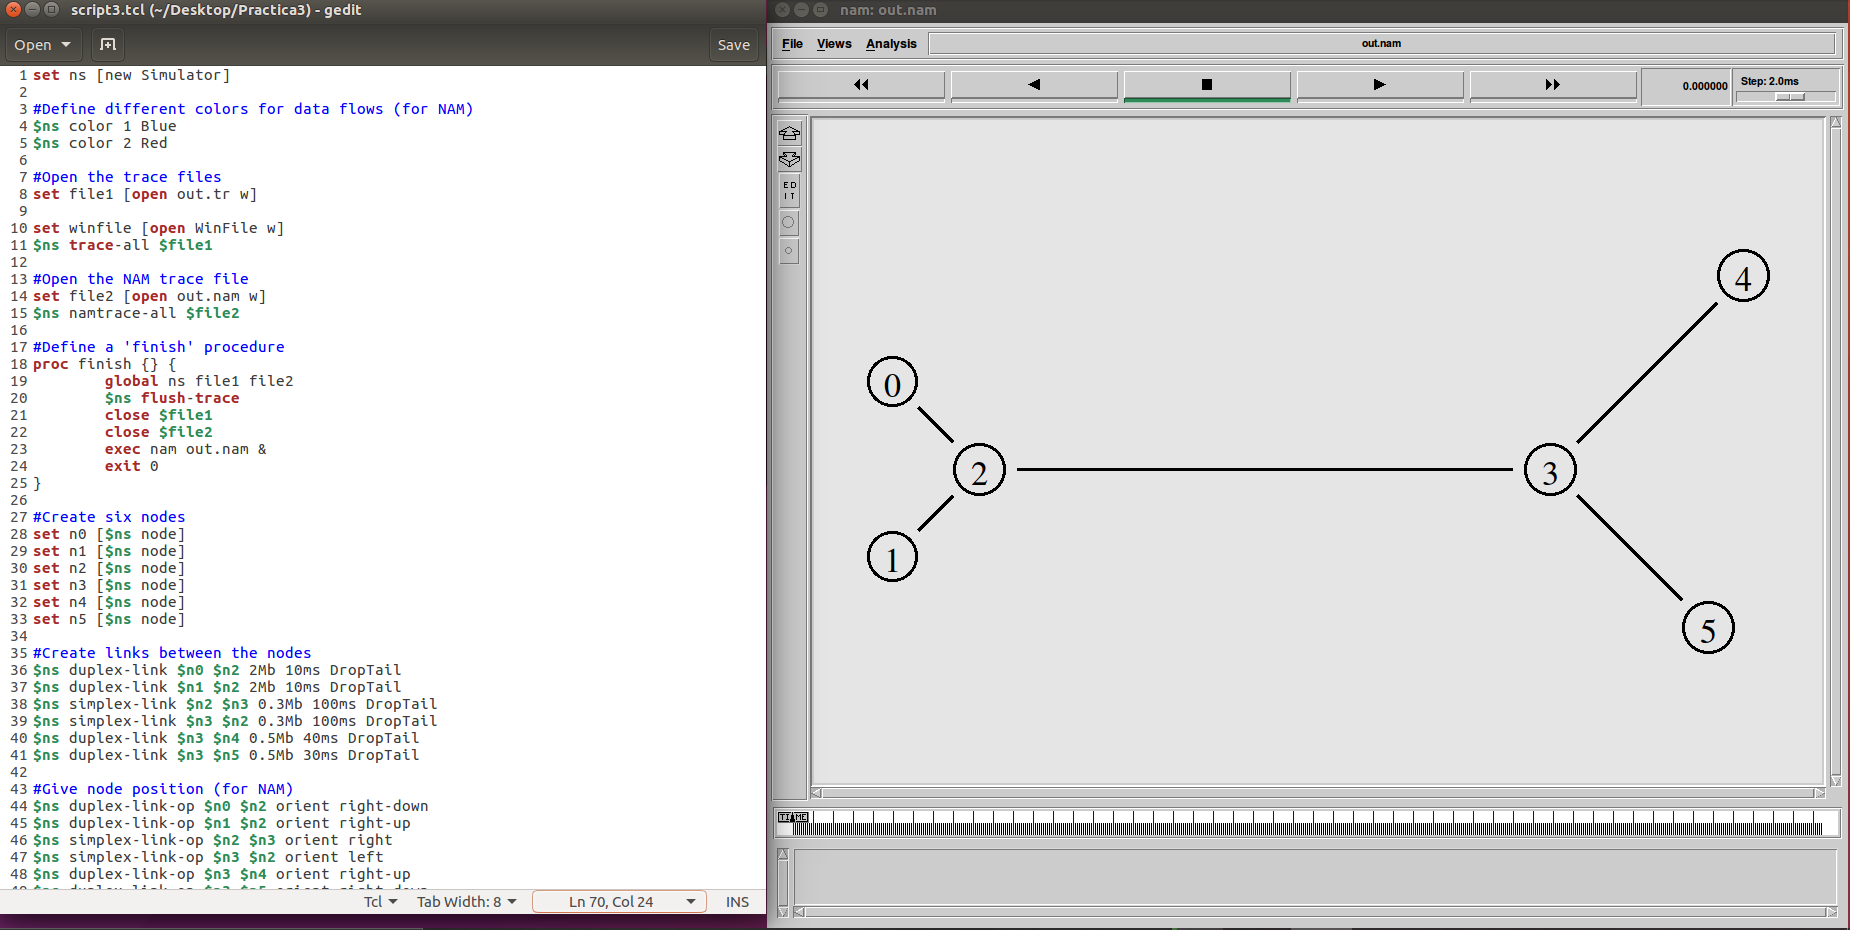 script3.tcl (~/Desktop/Practica3) - gedit
Open
Save
1 set ns [new Simulator]
2
3 #Define different colors for data flows (for NAM)
4 $ns color 1 Blue
5 $ns color 2 Red
6
7 #Open the trace files
8 set file1 [open out.tr w]
9
10 set winfile [open WinFile w]
11 $ns trace-all $file1
12
13 #Open the NAM trace file
14 set file2 [open out.nam w]
15 $ns namtrace-all $file2
16
17 #Define a 'finish' procedure
18 proc finish {} {
19 global ns file1 file2
20 $ns flush-trace
21 close $file1
22 close $file2
23 exec nam out.nam &
24 exit 0
25 }
26
27 #Create six nodes
28 set n0 [$ns node]
29 set n1 [$ns node]
30 set n2 [$ns node]
31 set n3 [$ns node]
32 set n4 [$ns node]
33 set n5 [$ns node]
34
35 #Create links between the nodes
36 $ns duplex-link $n0 $n2 2Mb 10ms DropTail
37 $ns duplex-link $n1 $n2 2Mb 10ms DropTail
38 $ns simplex-link $n2 $n3 0.3Mb 100ms DropTail
39 $ns simplex-link $n3 $n2 0.3Mb 100ms DropTail
40 $ns duplex-link $n3 $n4 0.5Mb 40ms DropTail
41 $ns duplex-link $n3 $n5 0.5Mb 30ms DropTail
42
43 #Give node position (for NAM)
44 $ns duplex-link-op $n0 $n2 orient right-down
45 $ns duplex-link-op $n1 $n2 orient right-up
46 $ns simplex-link-op $n2 $n3 orient right
47 $ns simplex-link-op $n3 $n2 orient left
48 $ns duplex-link-op $n3 $n4 orient right-up
Tcl
Tab Width: 8
Ln 70, Col 24
INS
nam: out.nam
File Views Analysis
out.nam
0.000000
Step: 2.0ms
ED
IT
4
0
2
3
1
5
TIME